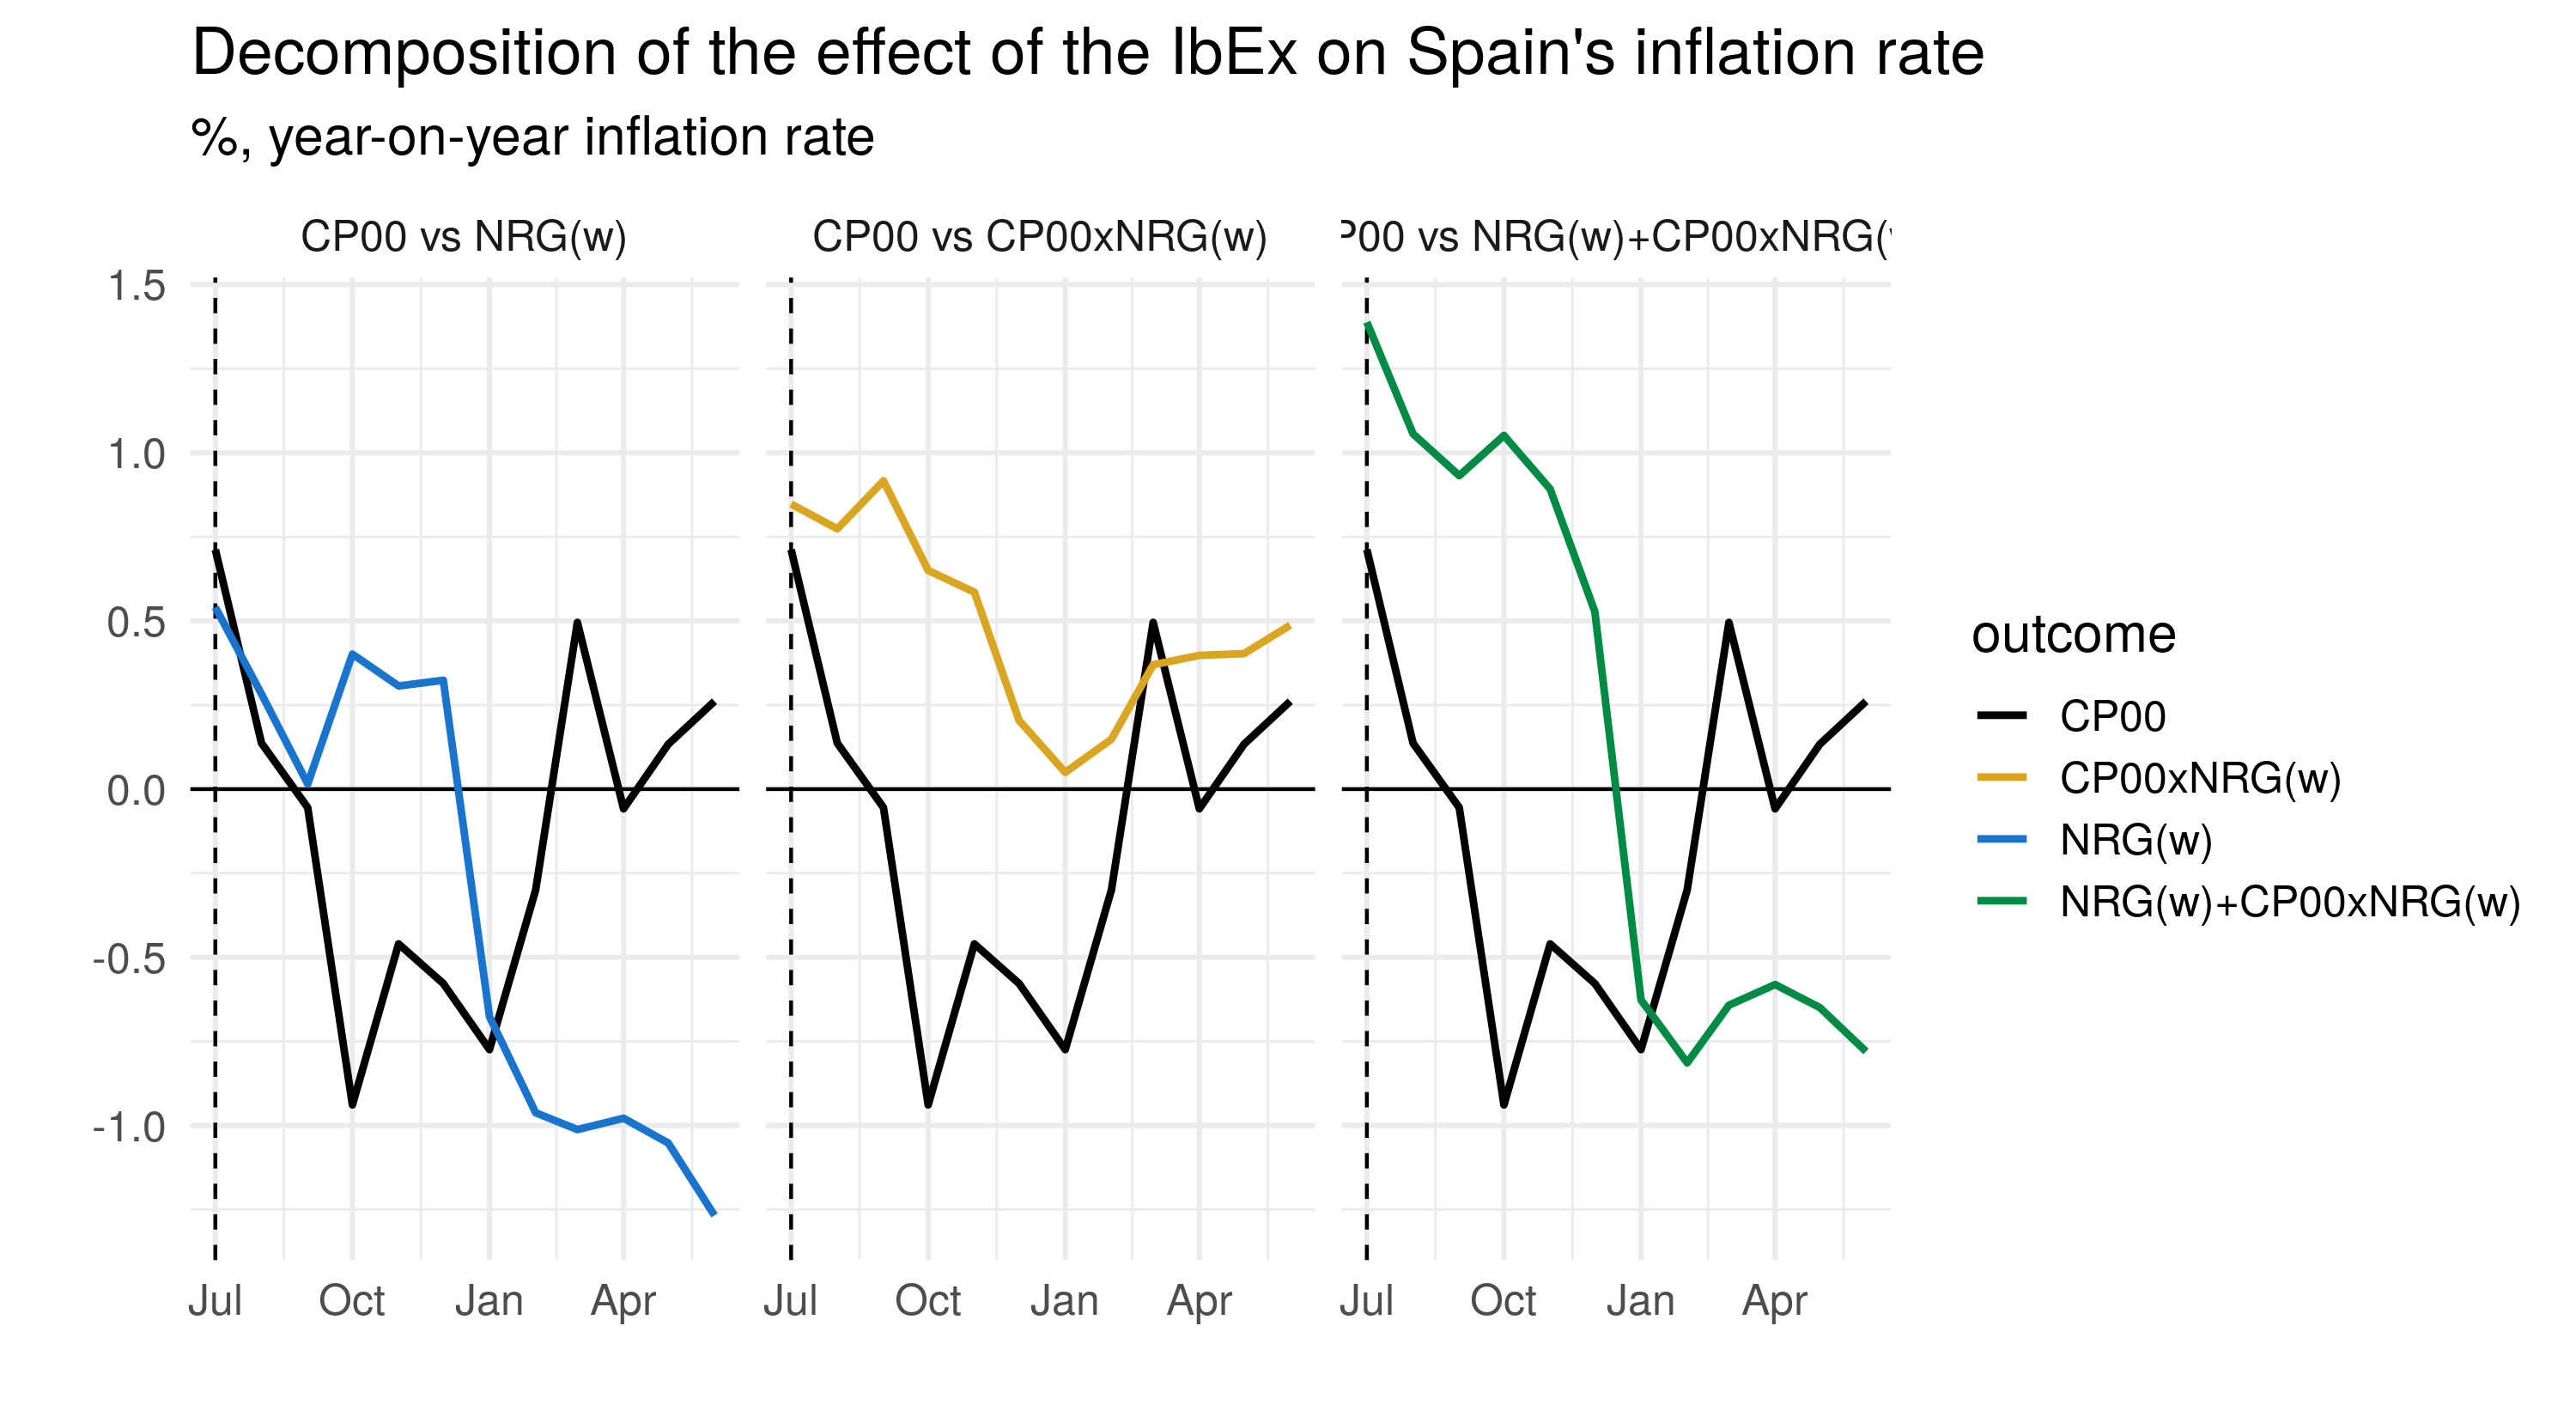 Decomposition of the effect of the IbEx on Spain's inflation rate
%, year-on-year inflation rate
CP00 vs NRG(w)
CP00 vs CP00xNRG(w)
P00 vs NRG(w)+CP00xNRG(
1.5
1.0
0.5
0.0
-0.5
-1.0
Jul Oct Jan Apr
Jul Oct Jan Apr
Jul Oct Jan Apr
outcome
CP00
CP00xNRG(w)
NRG(w)
NRG(w)+CP00xNRG(w)